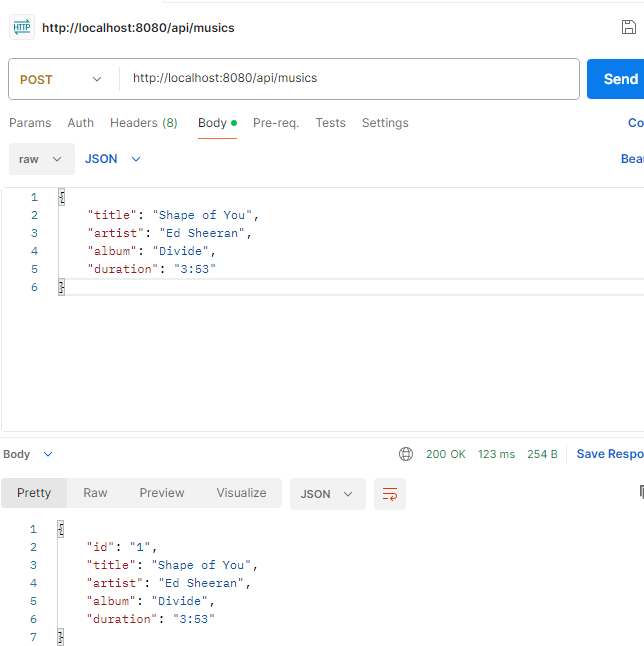 HTTP http://localhost:8080/api/musics
POST http://localhost:8080/api/musics Send
Params Auth Headers (8) Body Pre-req. Tests Settings Co
raw JSON Beau
1 {
2 "title": "Shape of You",
3 "artist": "Ed Sheeran",
4 "album": "Divide",
5 "duration": "3:53"
6 }
Body 200 OK 123 ms 254 B Save Respo
Pretty Raw Preview Visualize JSON
1 {
2 "id": "1",
3 "title": "Shape of You",
4 "artist": "Ed Sheeran",
5 "album": "Divide",
6 "duration": "3:53"
7 }